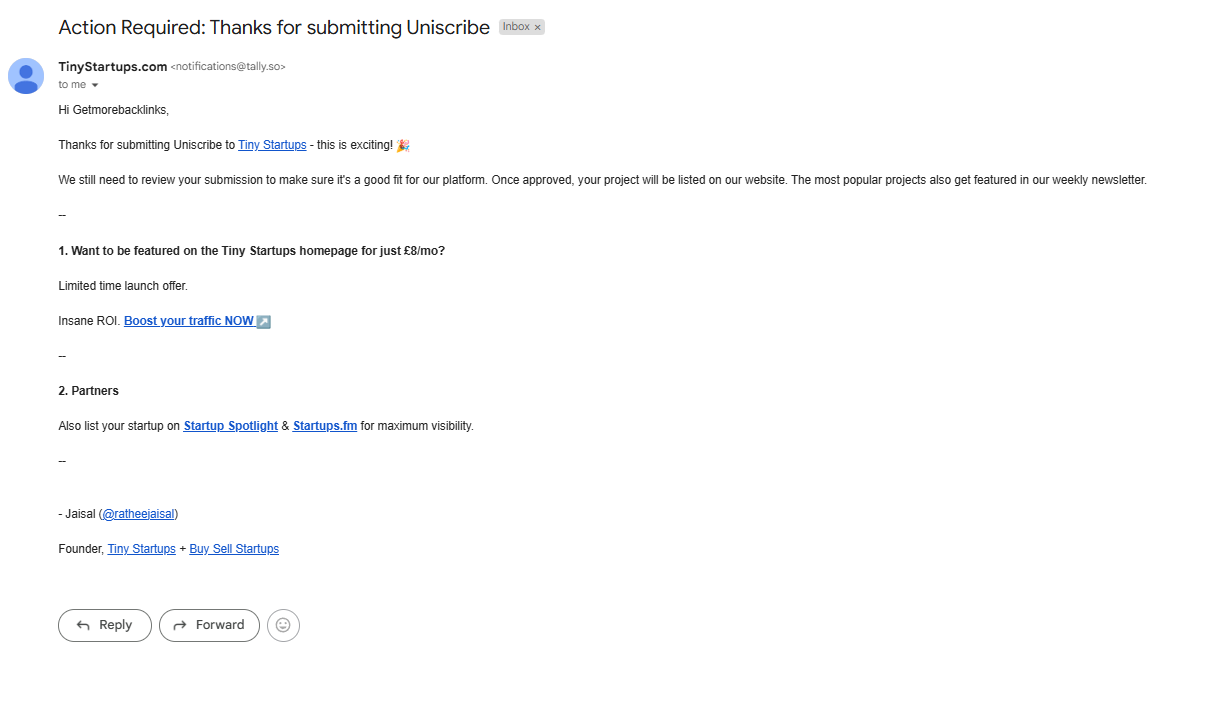 Action Required: Thanks for submitting Uniscribe Inbox ×
TinyStartups.com <notifications@tally.so>
to me
Hi Getmorebacklinks,
Thanks for submitting Uniscribe to Tiny Startups - this is exciting! 🎉
We still need to review your submission to make sure it's a good fit for our platform. Once approved, your project will be listed on our website. The most popular projects also get featured in our weekly newsletter.
--
1. Want to be featured on the Tiny Startups homepage for just £8/mo?
Limited time launch offer.
Insane ROI. Boost your traffic NOW ↗️
--
2. Partners
Also list your startup on Startup Spotlight & Startups.fm for maximum visibility.
--
- Jaisal (@ratheejaisal)
Founder, Tiny Startups + Buy Sell Startups
Reply Forward